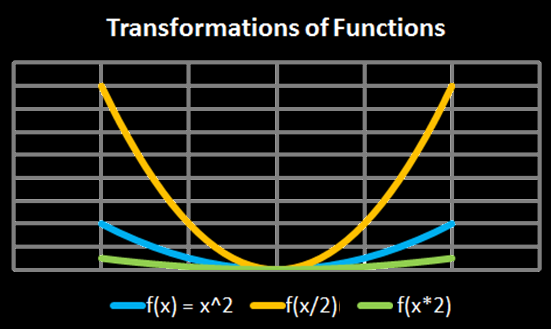 Transformations of Functions
f(x) = x^2 f(x/2)( f(x*2)